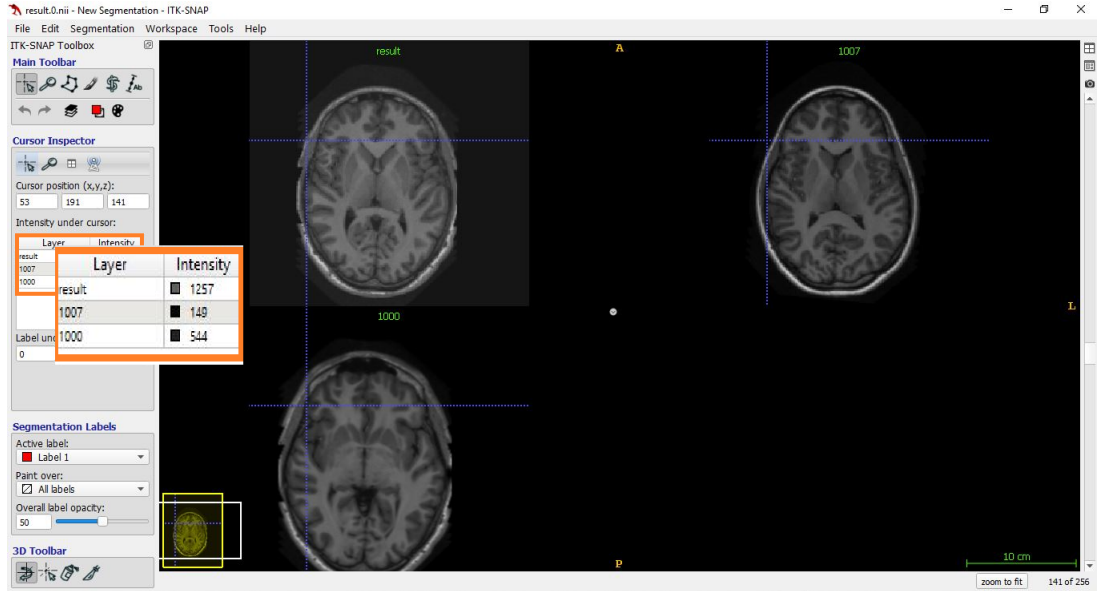 result.0.nii - New Segmentation - ITK-SNAP
File Edit Segmentation Workspace Tools Help
ITK-SNAP Toolbox
Main Toolbar
Ab
Cursor Inspector
Cursor position (x,y,z):
53 191 141
Intensity under cursor:
Layer Intensity
result
1007
1000
Layer Intensity
result 1257
1007 149
1000 544
Label und
0
Segmentation Labels
Active label:
Label 1
Paint over:
All labels
Overall label opacity:
50
3D Toolbar
result
A
1007
1000
L
P
10 cm
zoom to fit 141 of 256